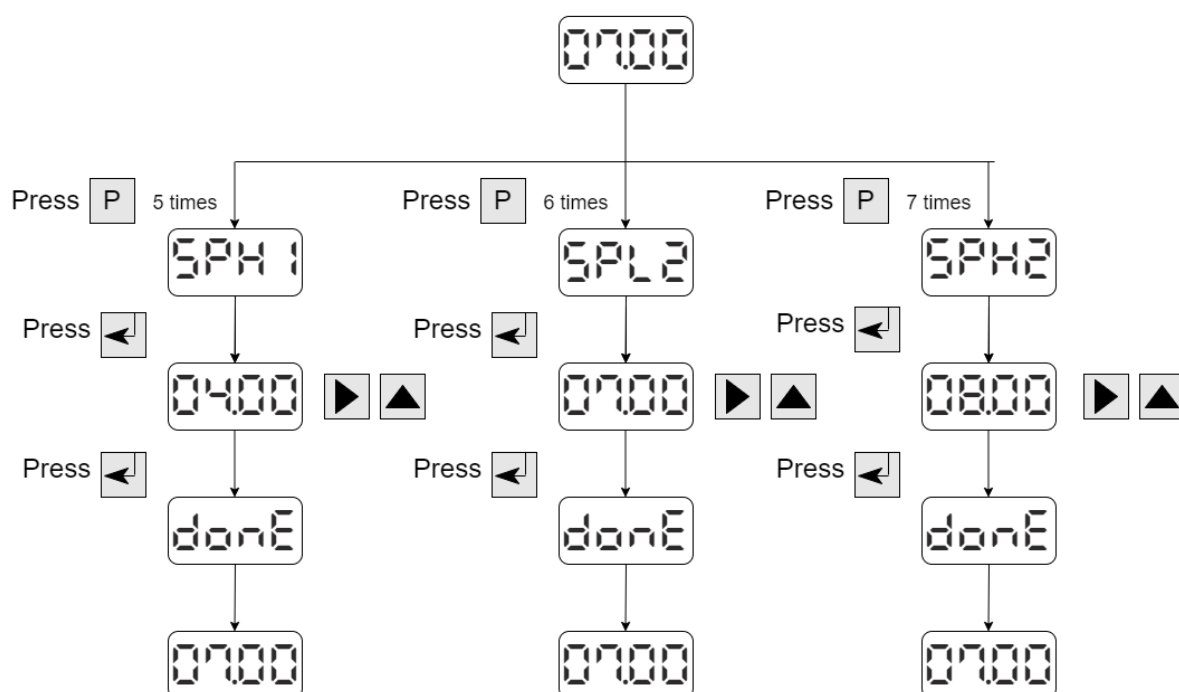 07.00
Press P 5 times Press P 6 times Press P 7 times
SPH1 SPL2 SPH2
Press Press Press
04.00 07.00 08.00
Press Press Press
donE donE donE
07.00 07.00 07.00